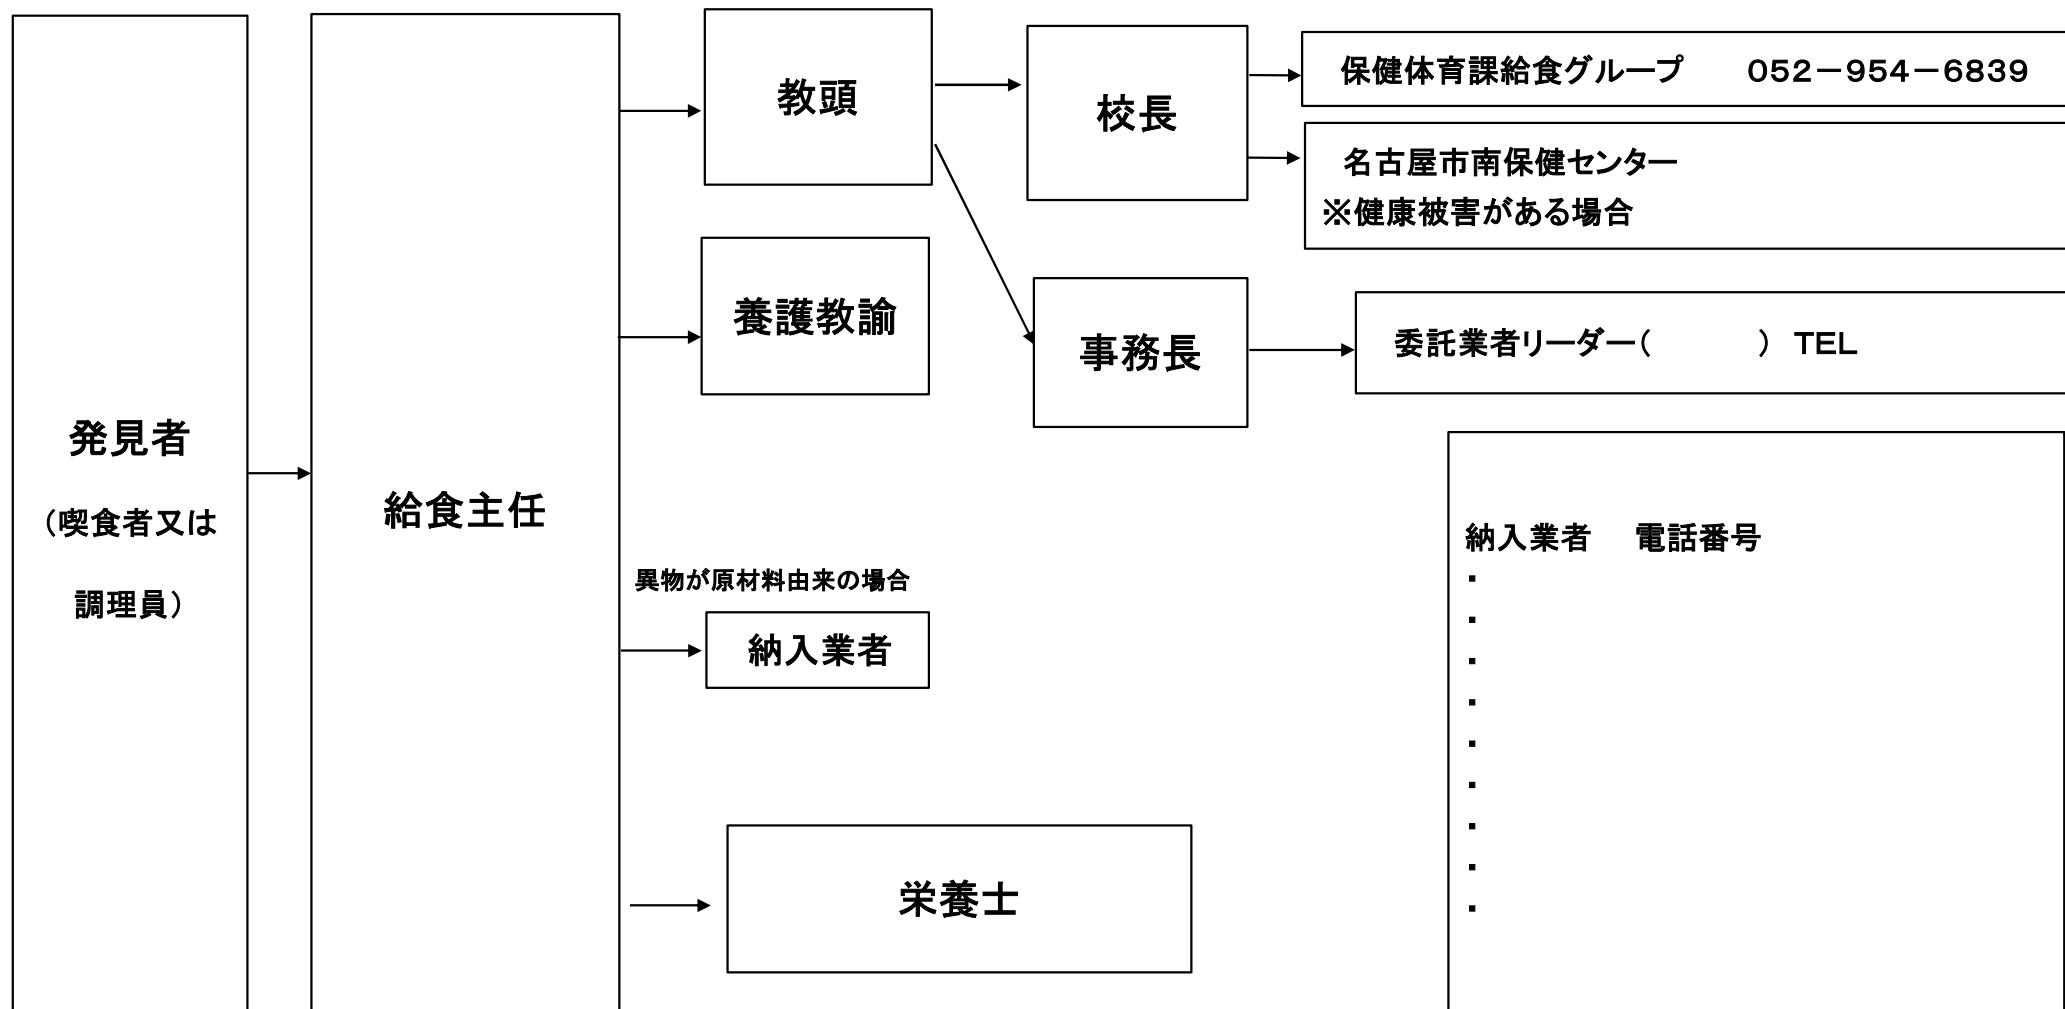 発見者
（喫食者又は
調理員）
給食主任
教頭
養護教諭
異物が原材料由来の場合
納入業者
栄養士
校長
事務長
保健体育課給食グループ　　０５２－９５４－６８３９
名古屋市南保健センター
※健康被害がある場合
委託業者リーダー（　　　　）　ＴＥＬ
納入業者　電話番号
・
・
・
・
・
・
・
・
・